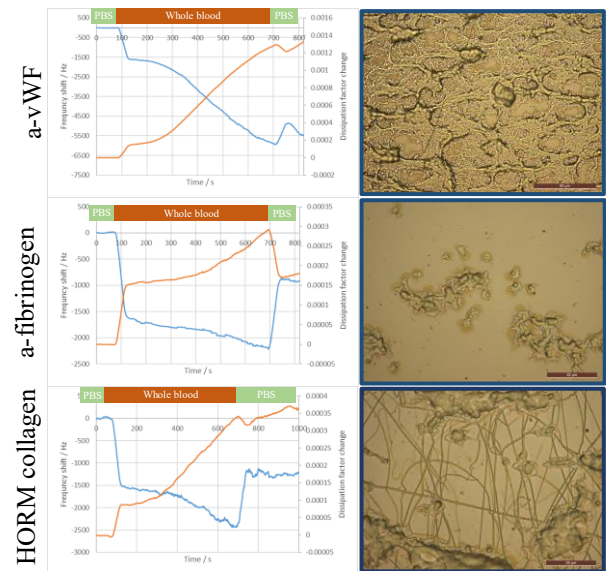 a-vWF
PBS Whole blood PBS
Frequncy shift / Hz
500
-500
-1500
-2500
-3500
-4500
-5500
-6500
-7500
0 100 200 300 400 500 600 700 800
Time / s
0.0016
0.0014
0.0012
0.001
0.0008
0.0006
0.0004
0.0002
0
-0.0002
Dissipation factor change
a-fibrinogen
PBS Whole blood PBS
Frequncy shift / Hz
500
0
-500
-1000
-1500
-2000
-2500
0 100 200 300 400 500 600 700 800
Time / s
0.00035
0.0003
0.00025
0.0002
0.00015
0.0001
0.00005
0
-0.00005
Dissipation factor change
HORM collagen
PBS Whole blood PBS
Frequncy shift / Hz
0
-500
-1000
-1500
-2000
-2500
-3000
0 200 400 600 800 1000
Time / s
0.0004
0.00035
0.0003
0.00025
0.0002
0.00015
0.0001
0.00005
0
-0.00005
Dissipation factor change